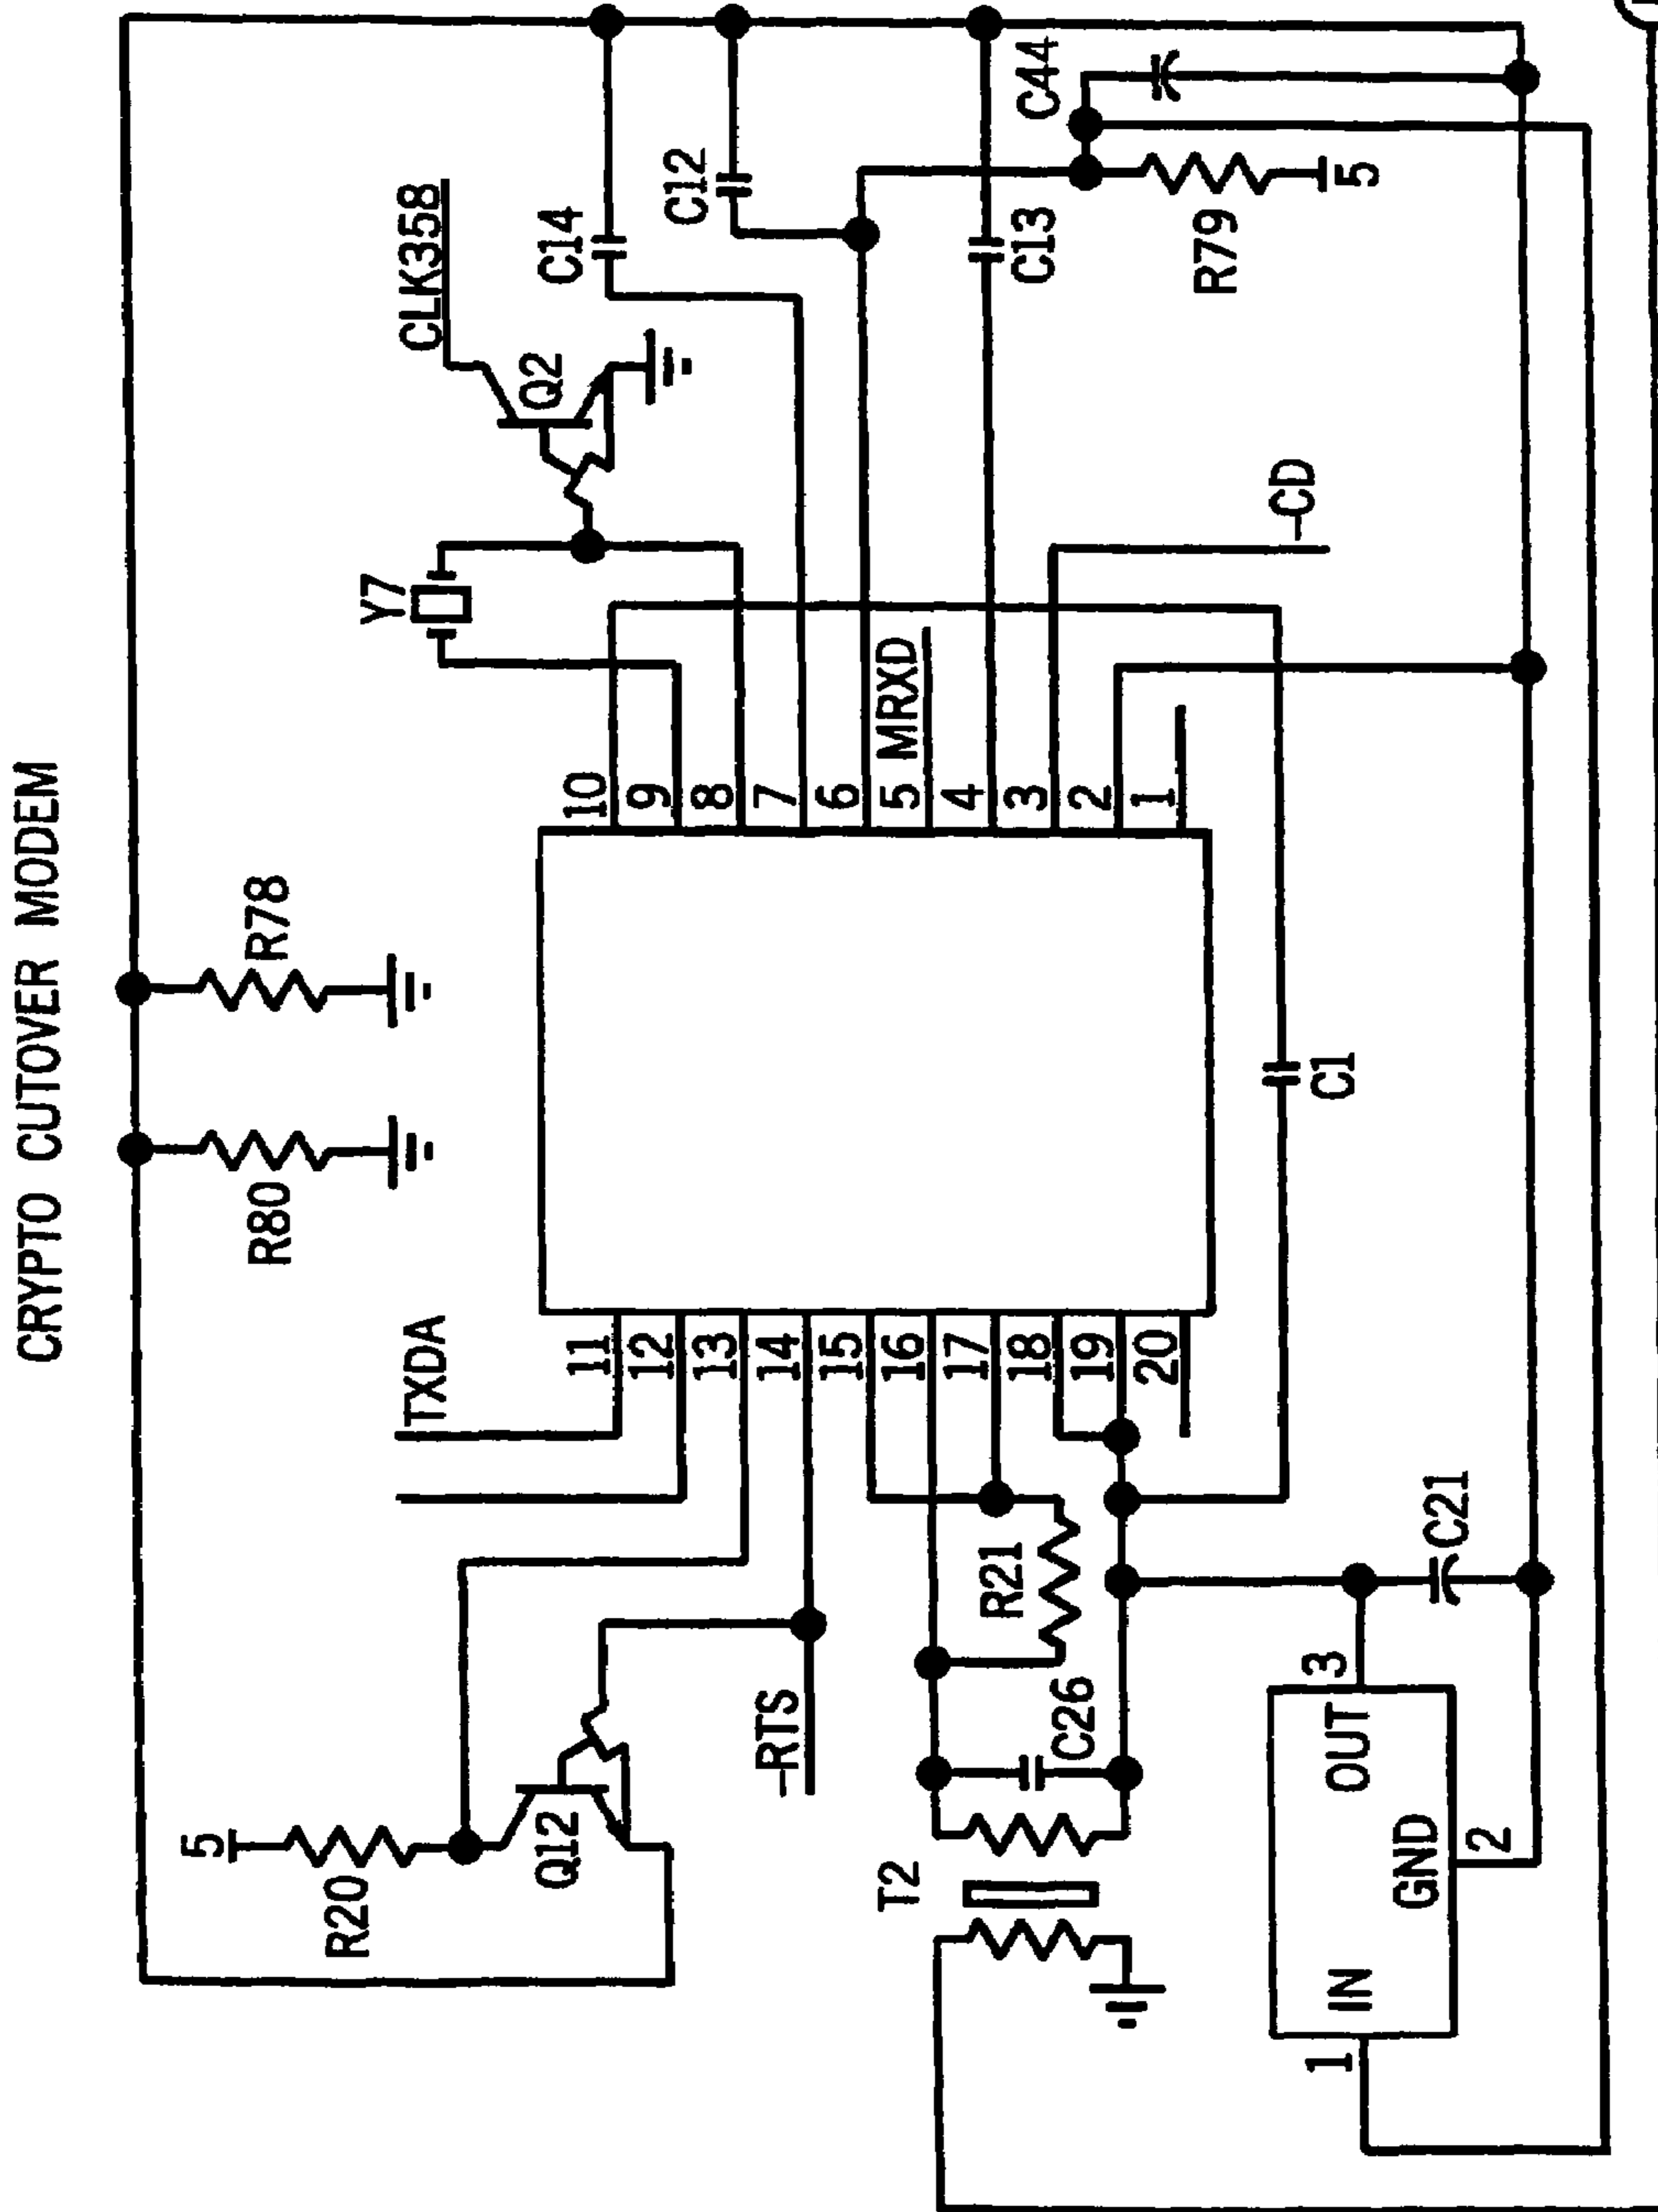 CRYPTO CUTOVER MODEM
R80
R78
5
R20
Q12
TXDA
Y7
CLK358
Q2
C14
C12
C44
11
12
13
14
15
16
17
18
19
20
10
9
8
7
6
5
4
3
2
1
MRXD
-CD
C13
R79
5
-RTS
R21
C26
T2
C1
C21
IN
OUT
GND
1
2
3